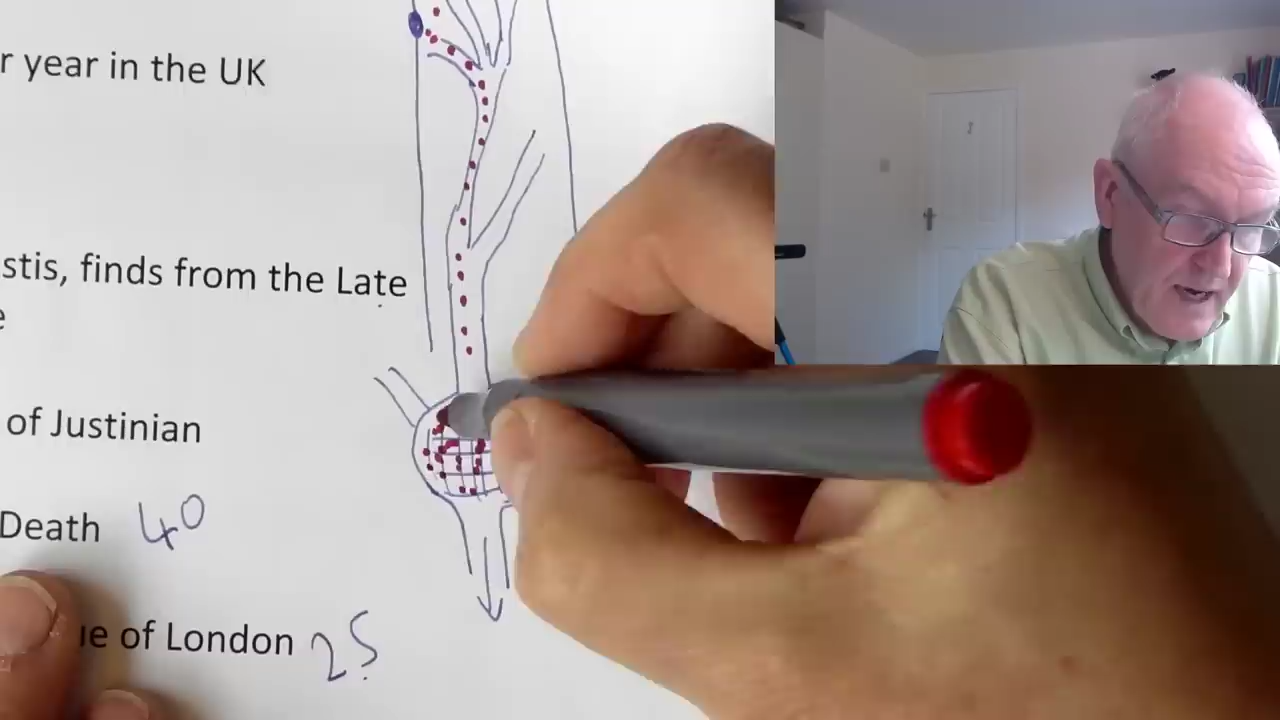 r year in the UK
stis, finds from the Late
e
of Justinian
Death 40
ue of London 25